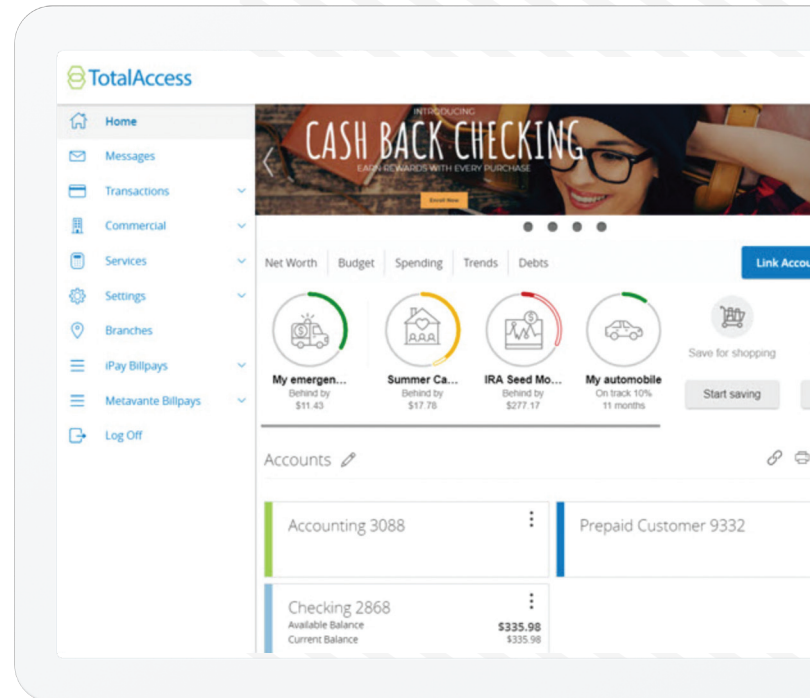 TotalAccess
Home
Messages
Transactions
Commercial
Services
Settings
Branches
iPay Billpays
Metavante Billpays
Log Off
INTRODUCING
CASH BACK CHECKING
EARN REWARDS WITH EVERY PURCHASE
Enroll Now
Net Worth Budget Spending Trends Debts
Link Accou
My emergen... Summer Ca... IRA Seed Mo... My automobile Save for shopping
Behind by Behind by Behind by On track 10% Start saving
$11.43 $17.78 $277.17 11 months
Accounts
Accounting 3088
Prepaid Customer 9332
Checking 2868
Available Balance $335.98
Current Balance $335.98